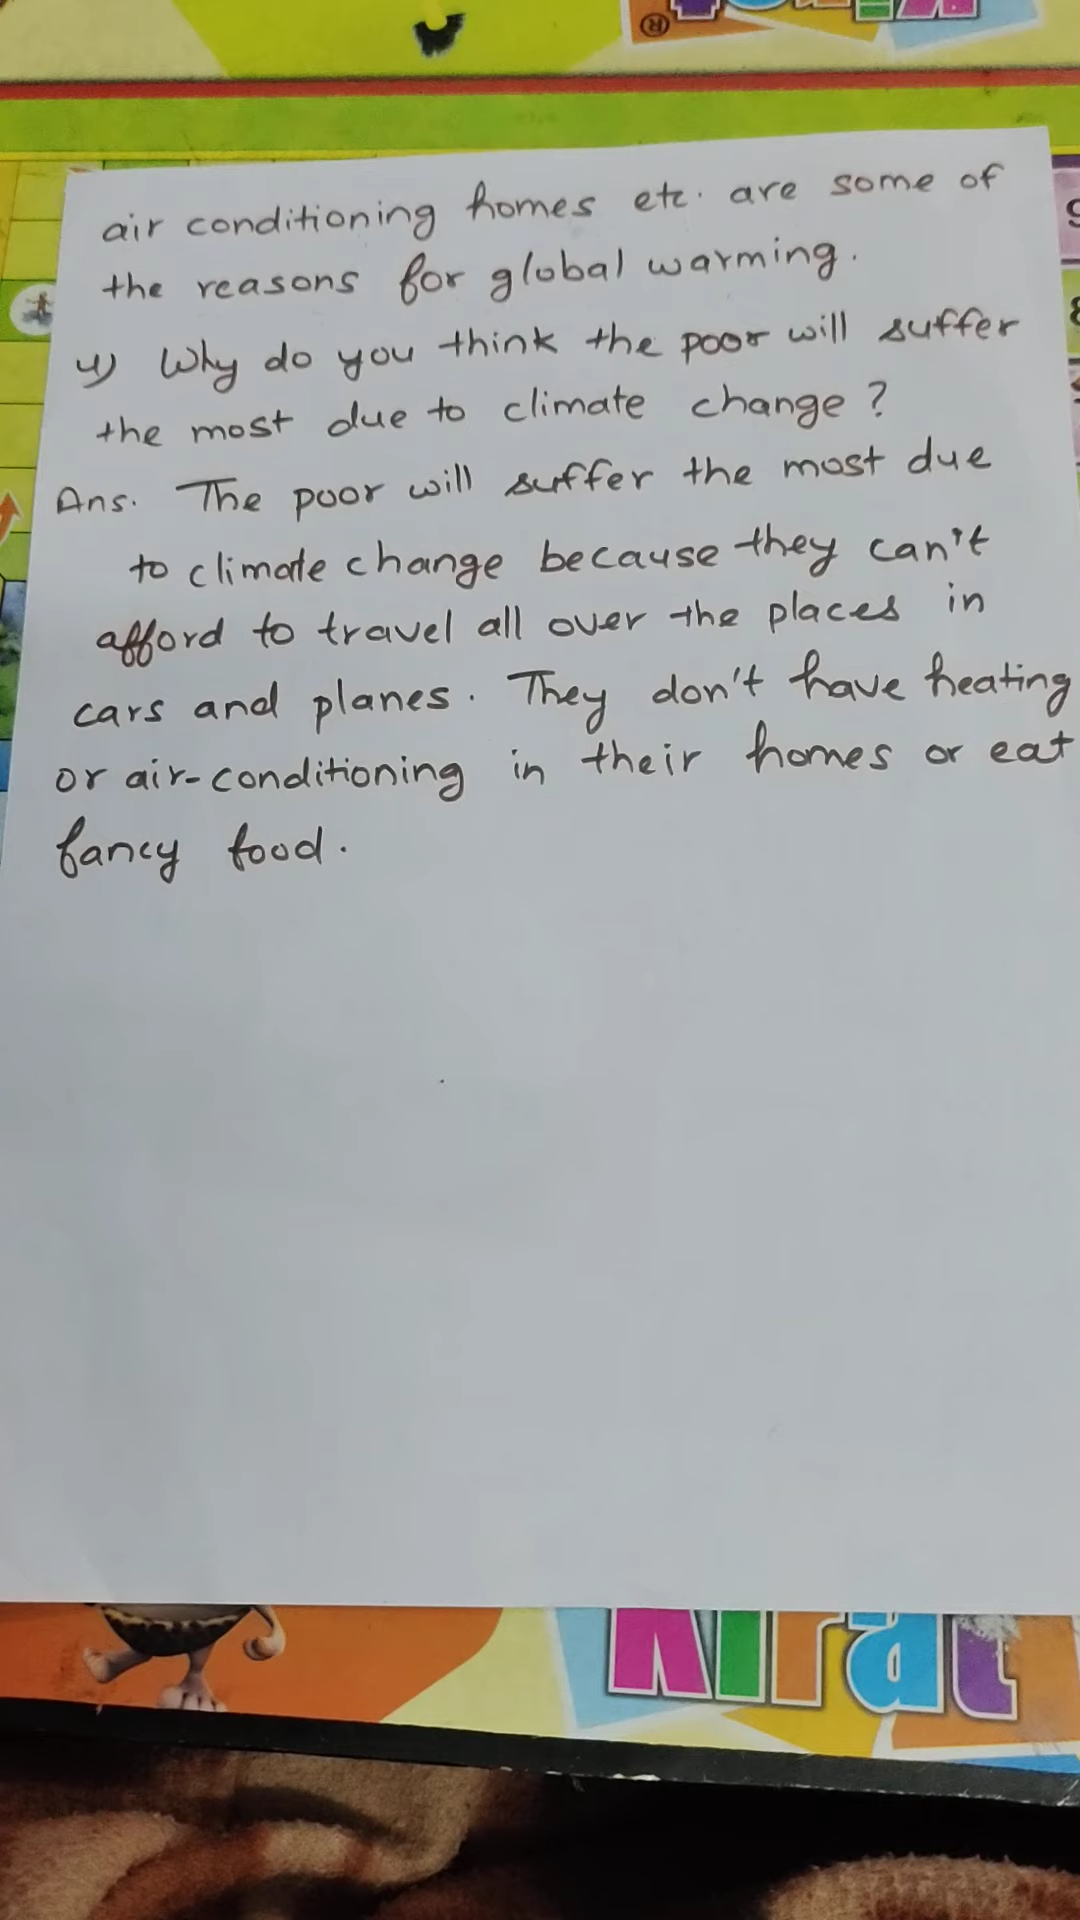 air conditioning homes etc. are some of
the reasons for global warming.
4) Why do you think the poor will suffer
the most due to climate change?
Ans. The poor will suffer the most due
to climate change because they can't
afford to travel all over the places in
cars and planes. They don't have heating
or air-conditioning in their homes or eat
fancy food.
Kirat